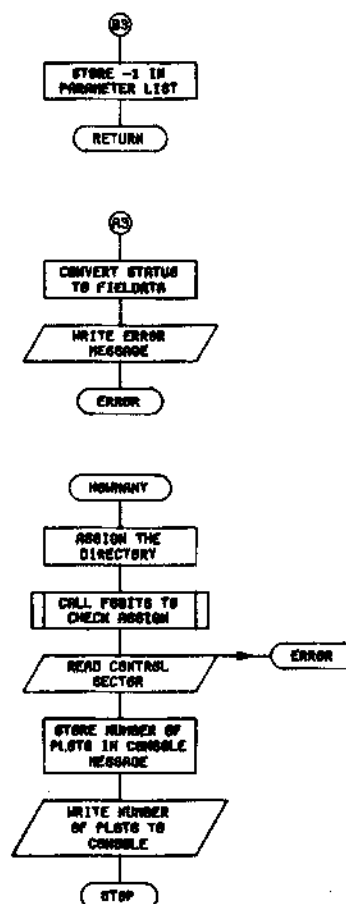 B3
STORE -1 IN
PARAMETER LIST
RETURN
A3
CONVERT STATUS
TO FIELDATA
WRITE ERROR
MESSAGE
ERROR
HOWMANY
ASSIGN THE
DIRECTORY
CALL FSBITS TO
CHECK ASSIGN
READ CONTROL
SECTOR
ERROR
STORE NUMBER OF
PLOTS IN CONSOLE
MESSAGE
WRITE NUMBER
OF PLOTS TO
CONSOLE
STOP